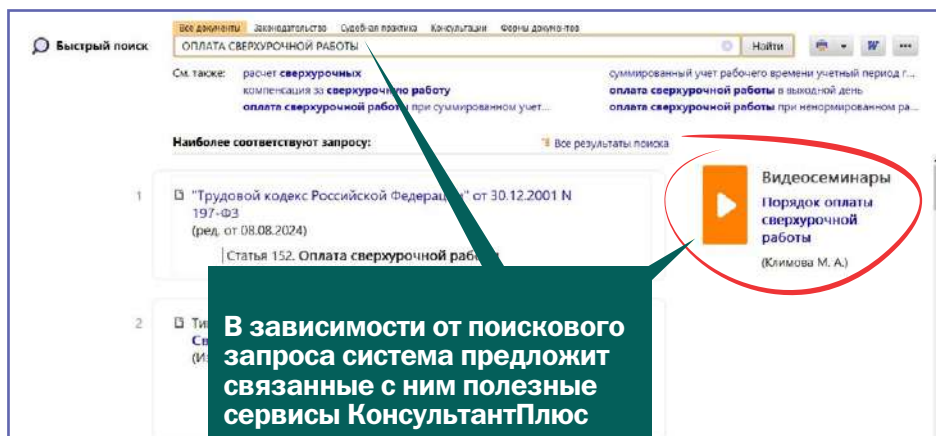 Все документы Законодательство Судебная практика Консультации Формы документов
Быстрый поиск
ОПЛАТА СВЕРХУРОЧНОЙ РАБОТЫ
Найти
См. также:
расчет сверхурочных
компенсация за сверхурочную работу
оплата сверхурочной работы при суммированном учет...
суммированный учет рабочего времени учетный период г...
оплата сверхурочной работы в выходной день
оплата сверхурочной работы при ненормированном ра...
Наиболее соответствуют запросу:
Все результаты поиска
1
"Трудовой кодекс Российской Федерации" от 30.12.2001 N
197-ФЗ
(ред. от 08.08.2024)
Статья 152. Оплата сверхурочной
2
Видеосеминары
Порядок оплаты
сверхурочной
работы
(Климова М. А.)
В зависимости от поискового
запроса система предложит
связанные с ним полезные
сервисы КонсультантПлюс